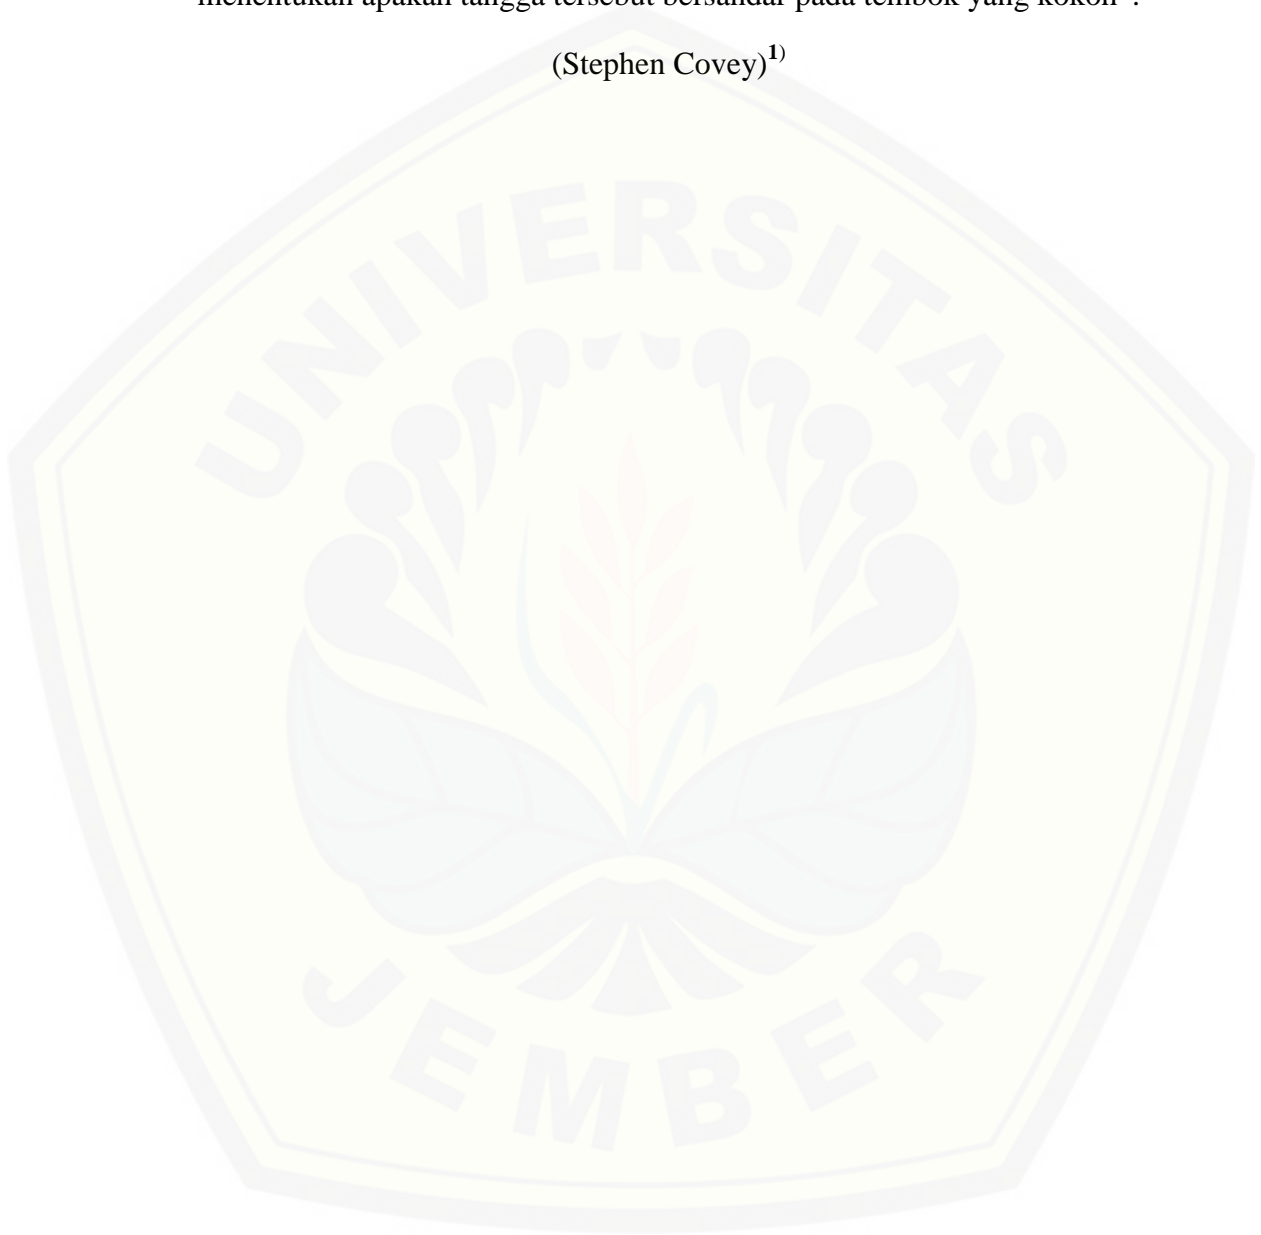 menentukan apakah tangga tersebut bersandar pada tembok yang kokoh".
(Stephen Covey)1)
UNIVERSITAS
JEMBER